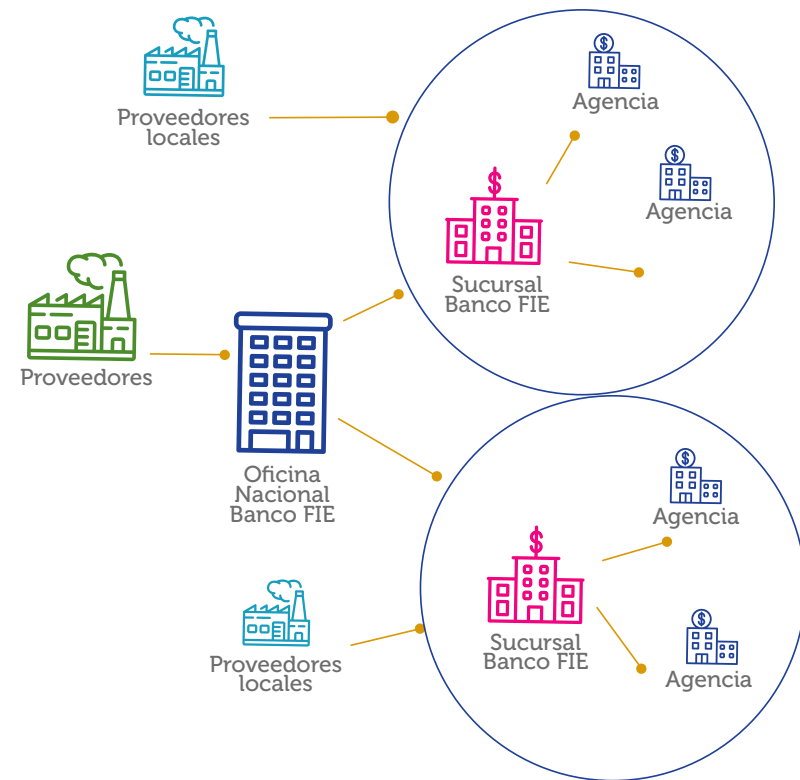 Agencia
Proveedores
locales
Agencia
Sucursal
Banco FIE
Proveedores
Oficina
Nacional
Banco FIE
Agencia
Sucursal
Banco FIE
Proveedores
locales
Agencia